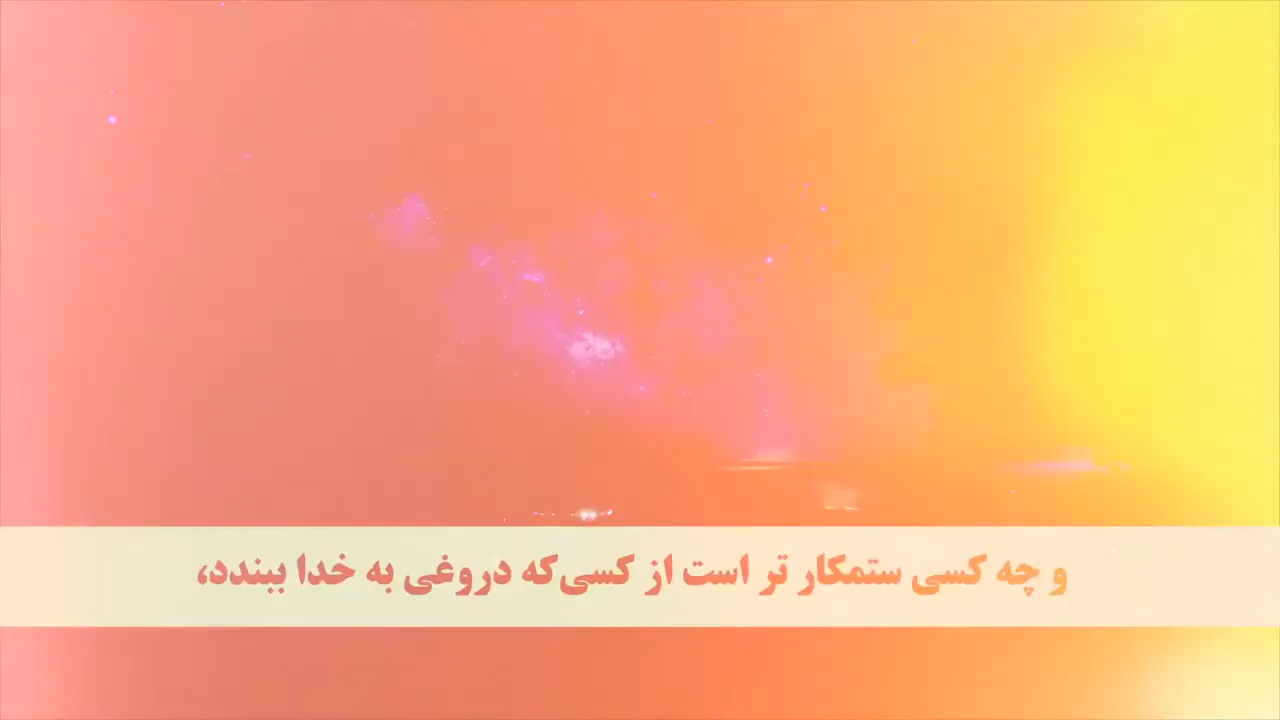 و چه کسی ستمکار تر است از کسی‌که دروغی به خدا ببندد،